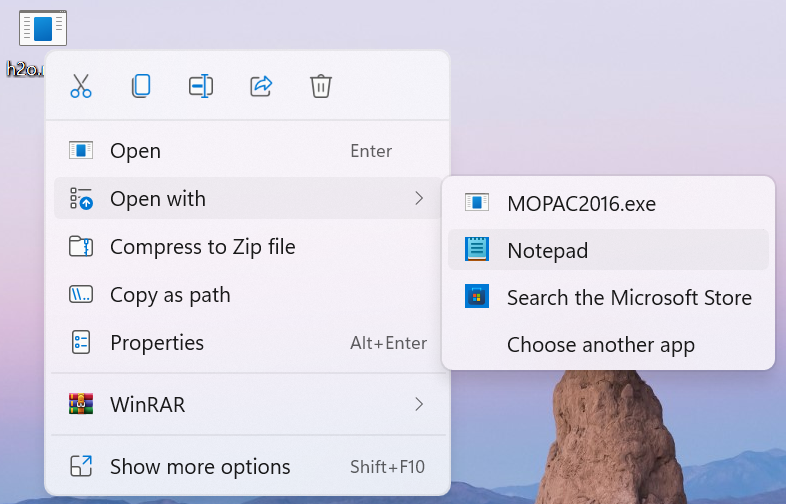 h2o.
Open Enter
Open with
Compress to Zip file
Copy as path
Properties Alt+Enter
WinRAR
Show more options Shift+F10
MOPAC2016.exe
Notepad
Search the Microsoft Store
Choose another app